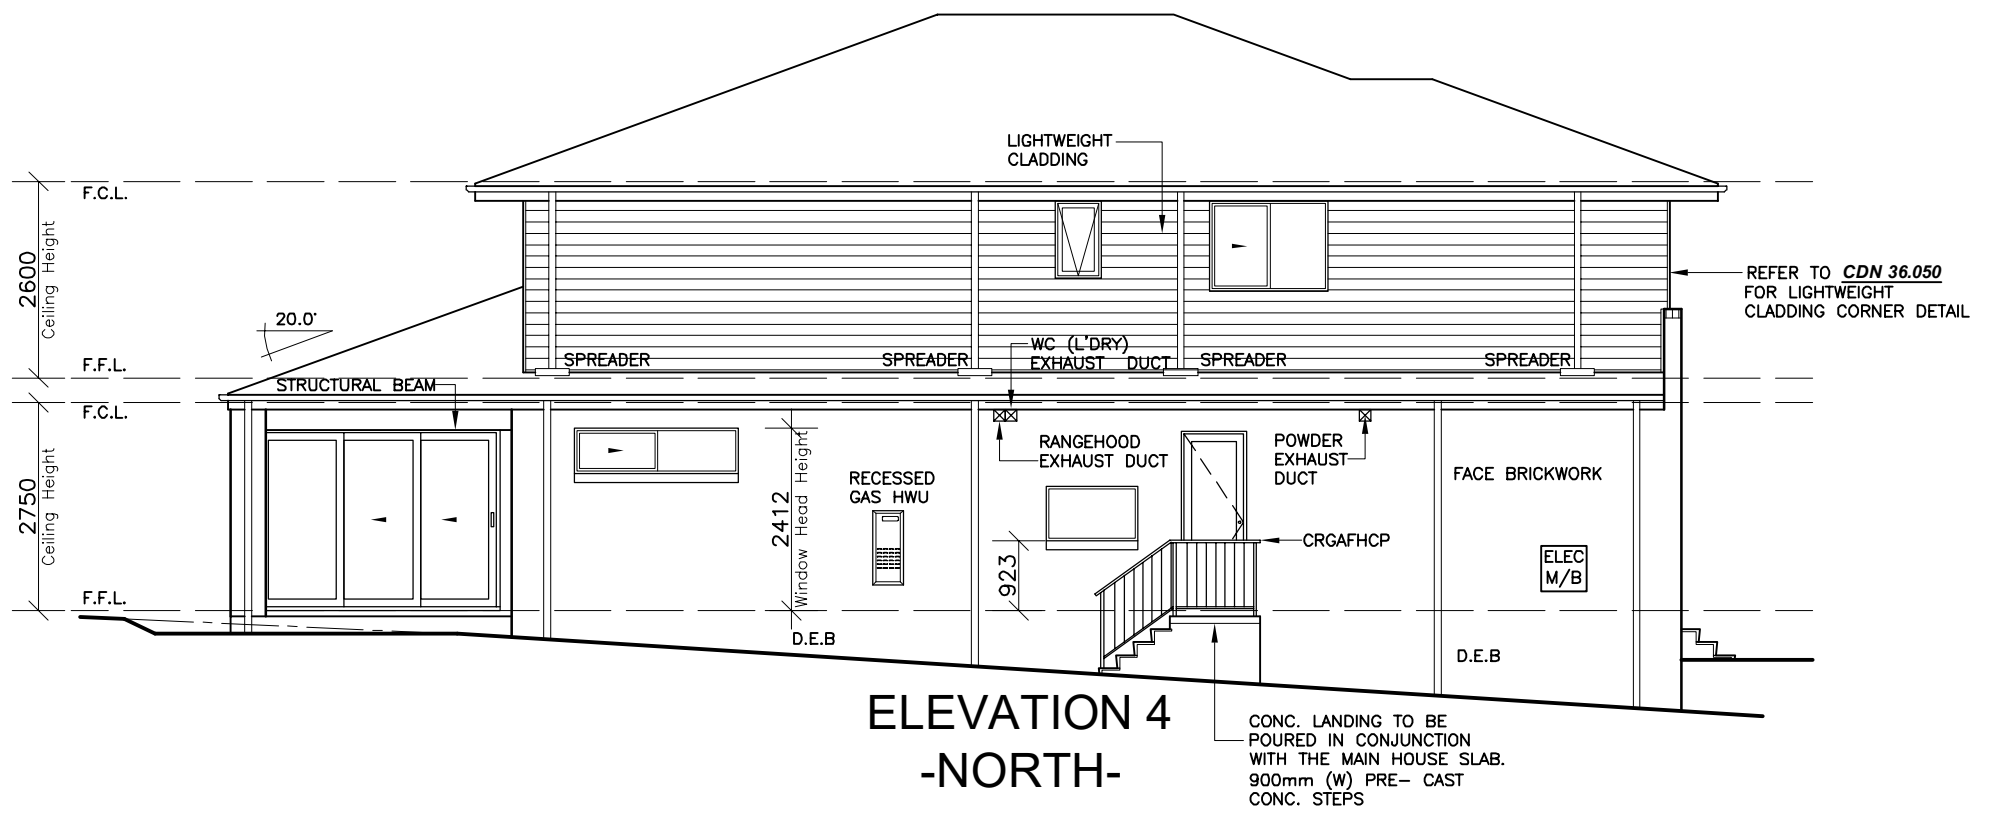 LIGHTWEIGHT
CLADDING
F.C.L.
2600
Ceiling Height
REFER TO CDN 36.050
FOR LIGHTWEIGHT
CLADDING CORNER DETAIL
20.0°
F.F.L.
SPREADER
SPREADER
WC (L'DRY)
EXHAUST DUCT
SPREADER
SPREADER
STRUCTURAL BEAM
F.C.L.
2750
Ceiling Height
2412
Window Head Height
RECESSED
GAS HWU
RANGEHOOD
EXHAUST DUCT
POWDER
EXHAUST
DUCT
FACE BRICKWORK
923
CRGAFHCP
ELEC
M/B
F.F.L.
D.E.B
D.E.B
ELEVATION 4
-NORTH-
CONC. LANDING TO BE
POURED IN CONJUNCTION
WITH THE MAIN HOUSE SLAB.
900mm (W) PRE- CAST
CONC. STEPS